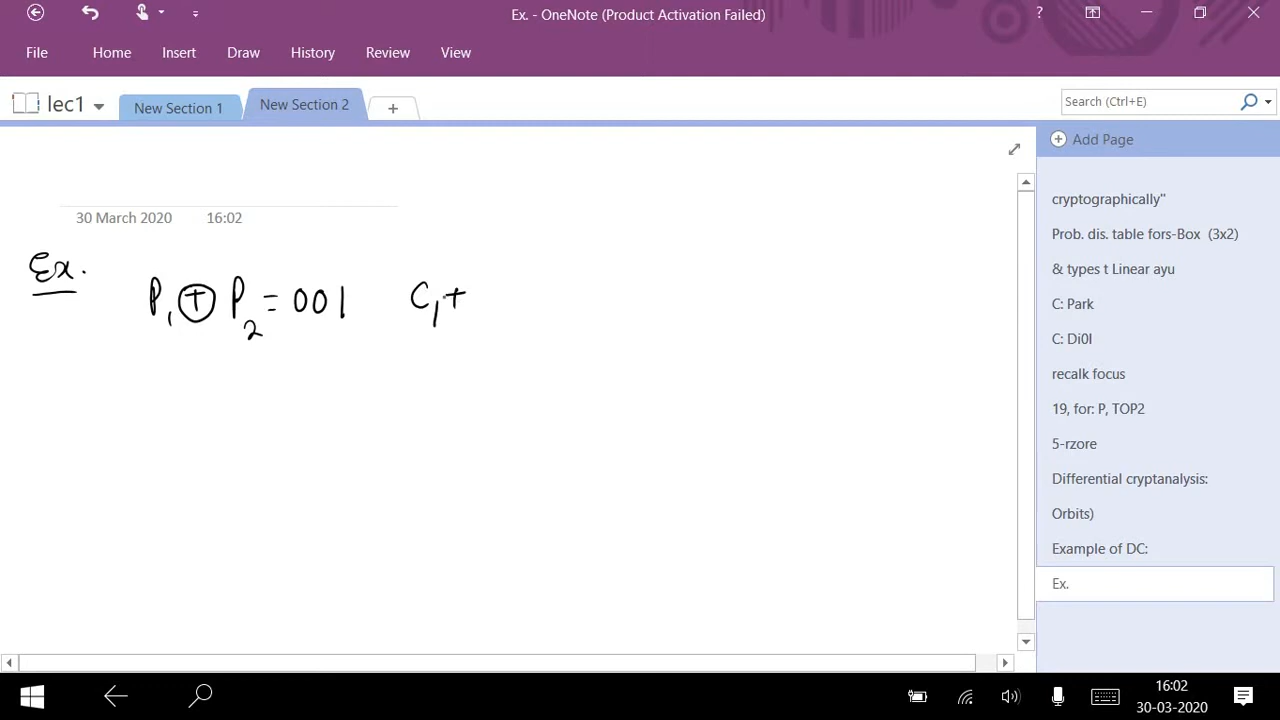 Ex. - OneNote (Product Activation Failed)
?
File Home Insert Draw History Review View
lec1 New Section 1 New Section 2 +
Search (Ctrl+E)
Add Page
cryptographically"
Prob. dis. table fors-Box (3x2)
& types t Linear ayu
C: Park
C: Di0I
recalk focus
19, for: P, TOP2
5-rzore
Differential cryptanalysis:
Orbits)
Example of DC:
Ex.
30 March 2020 16:02
Ex.
P₁ ⊕ P₂ = 001 C₁ +
16:02
30-03-2020